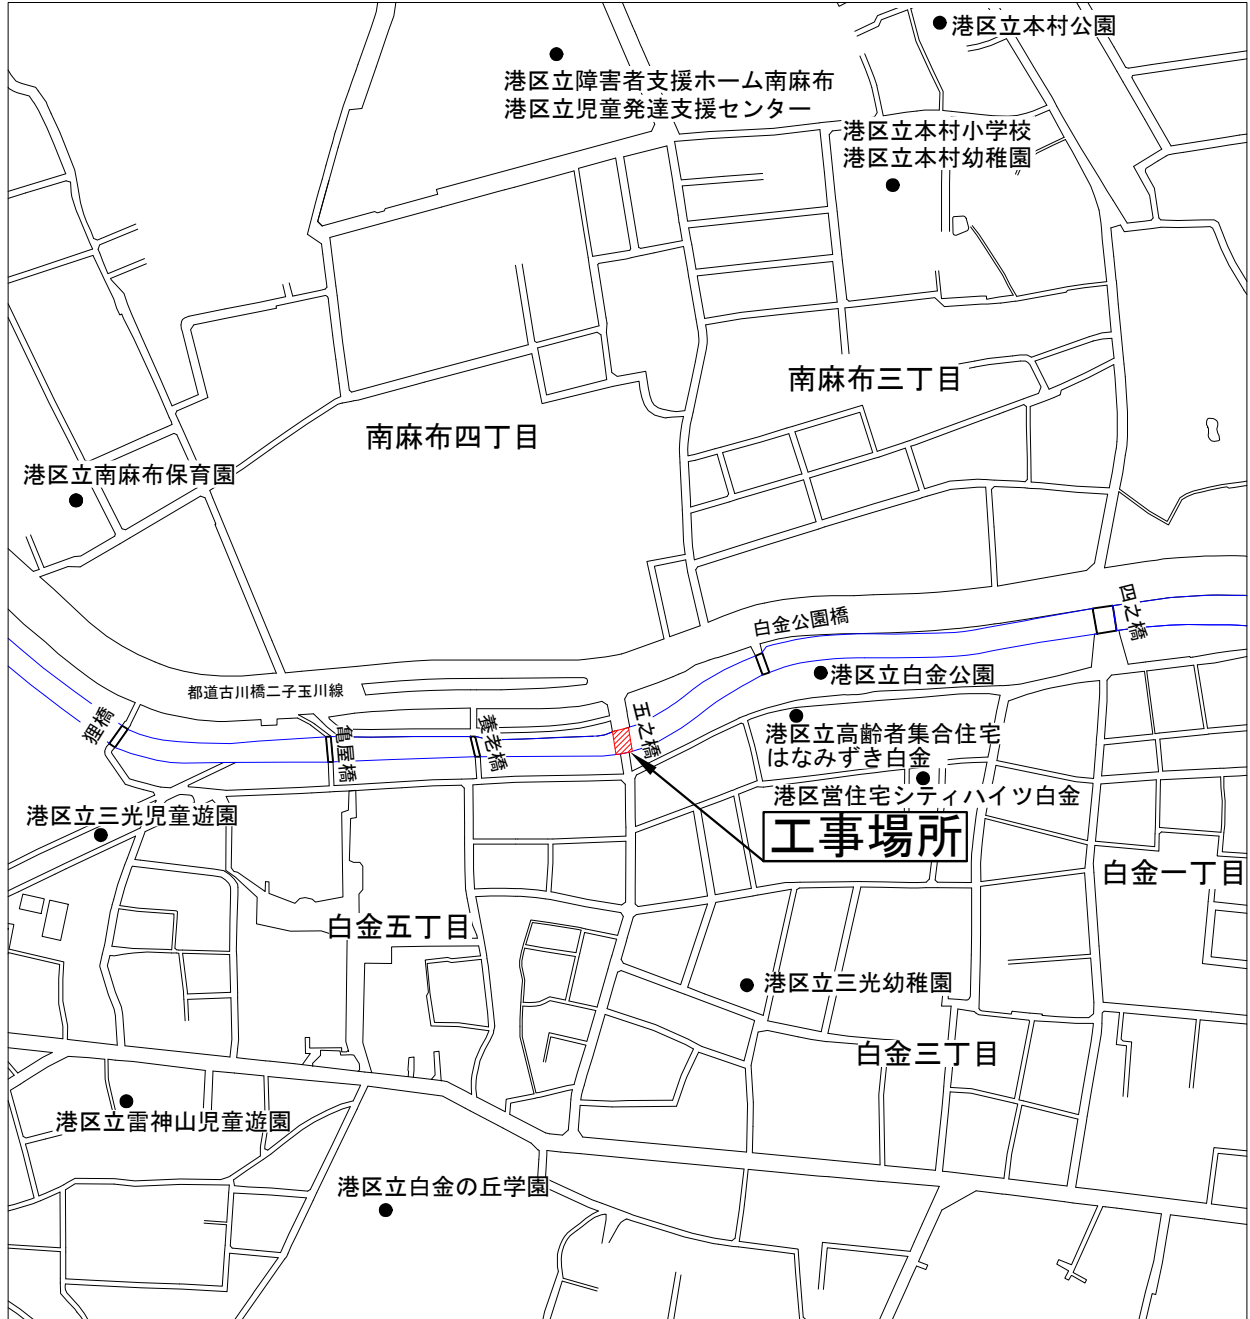 港区立本村公園
港区立障害者支援ホーム南麻布
港区立児童発達支援センター
港区立本村小学校
港区立本村幼稚園
南麻布三丁目
南麻布四丁目
港区立南麻布保育園
四之橋
白金公園橋
港区立白金公園
都道古川橋二子玉川線
狸橋
亀屋橋
養老橋
五之橋
港区立高齢者集合住宅
はなみずき白金
港区営住宅シティハイツ白金
港区立三光児童遊園
工事場所
白金一丁目
白金五丁目
港区立三光幼稚園
白金三丁目
港区立雷神山児童遊園
港区立白金の丘学園